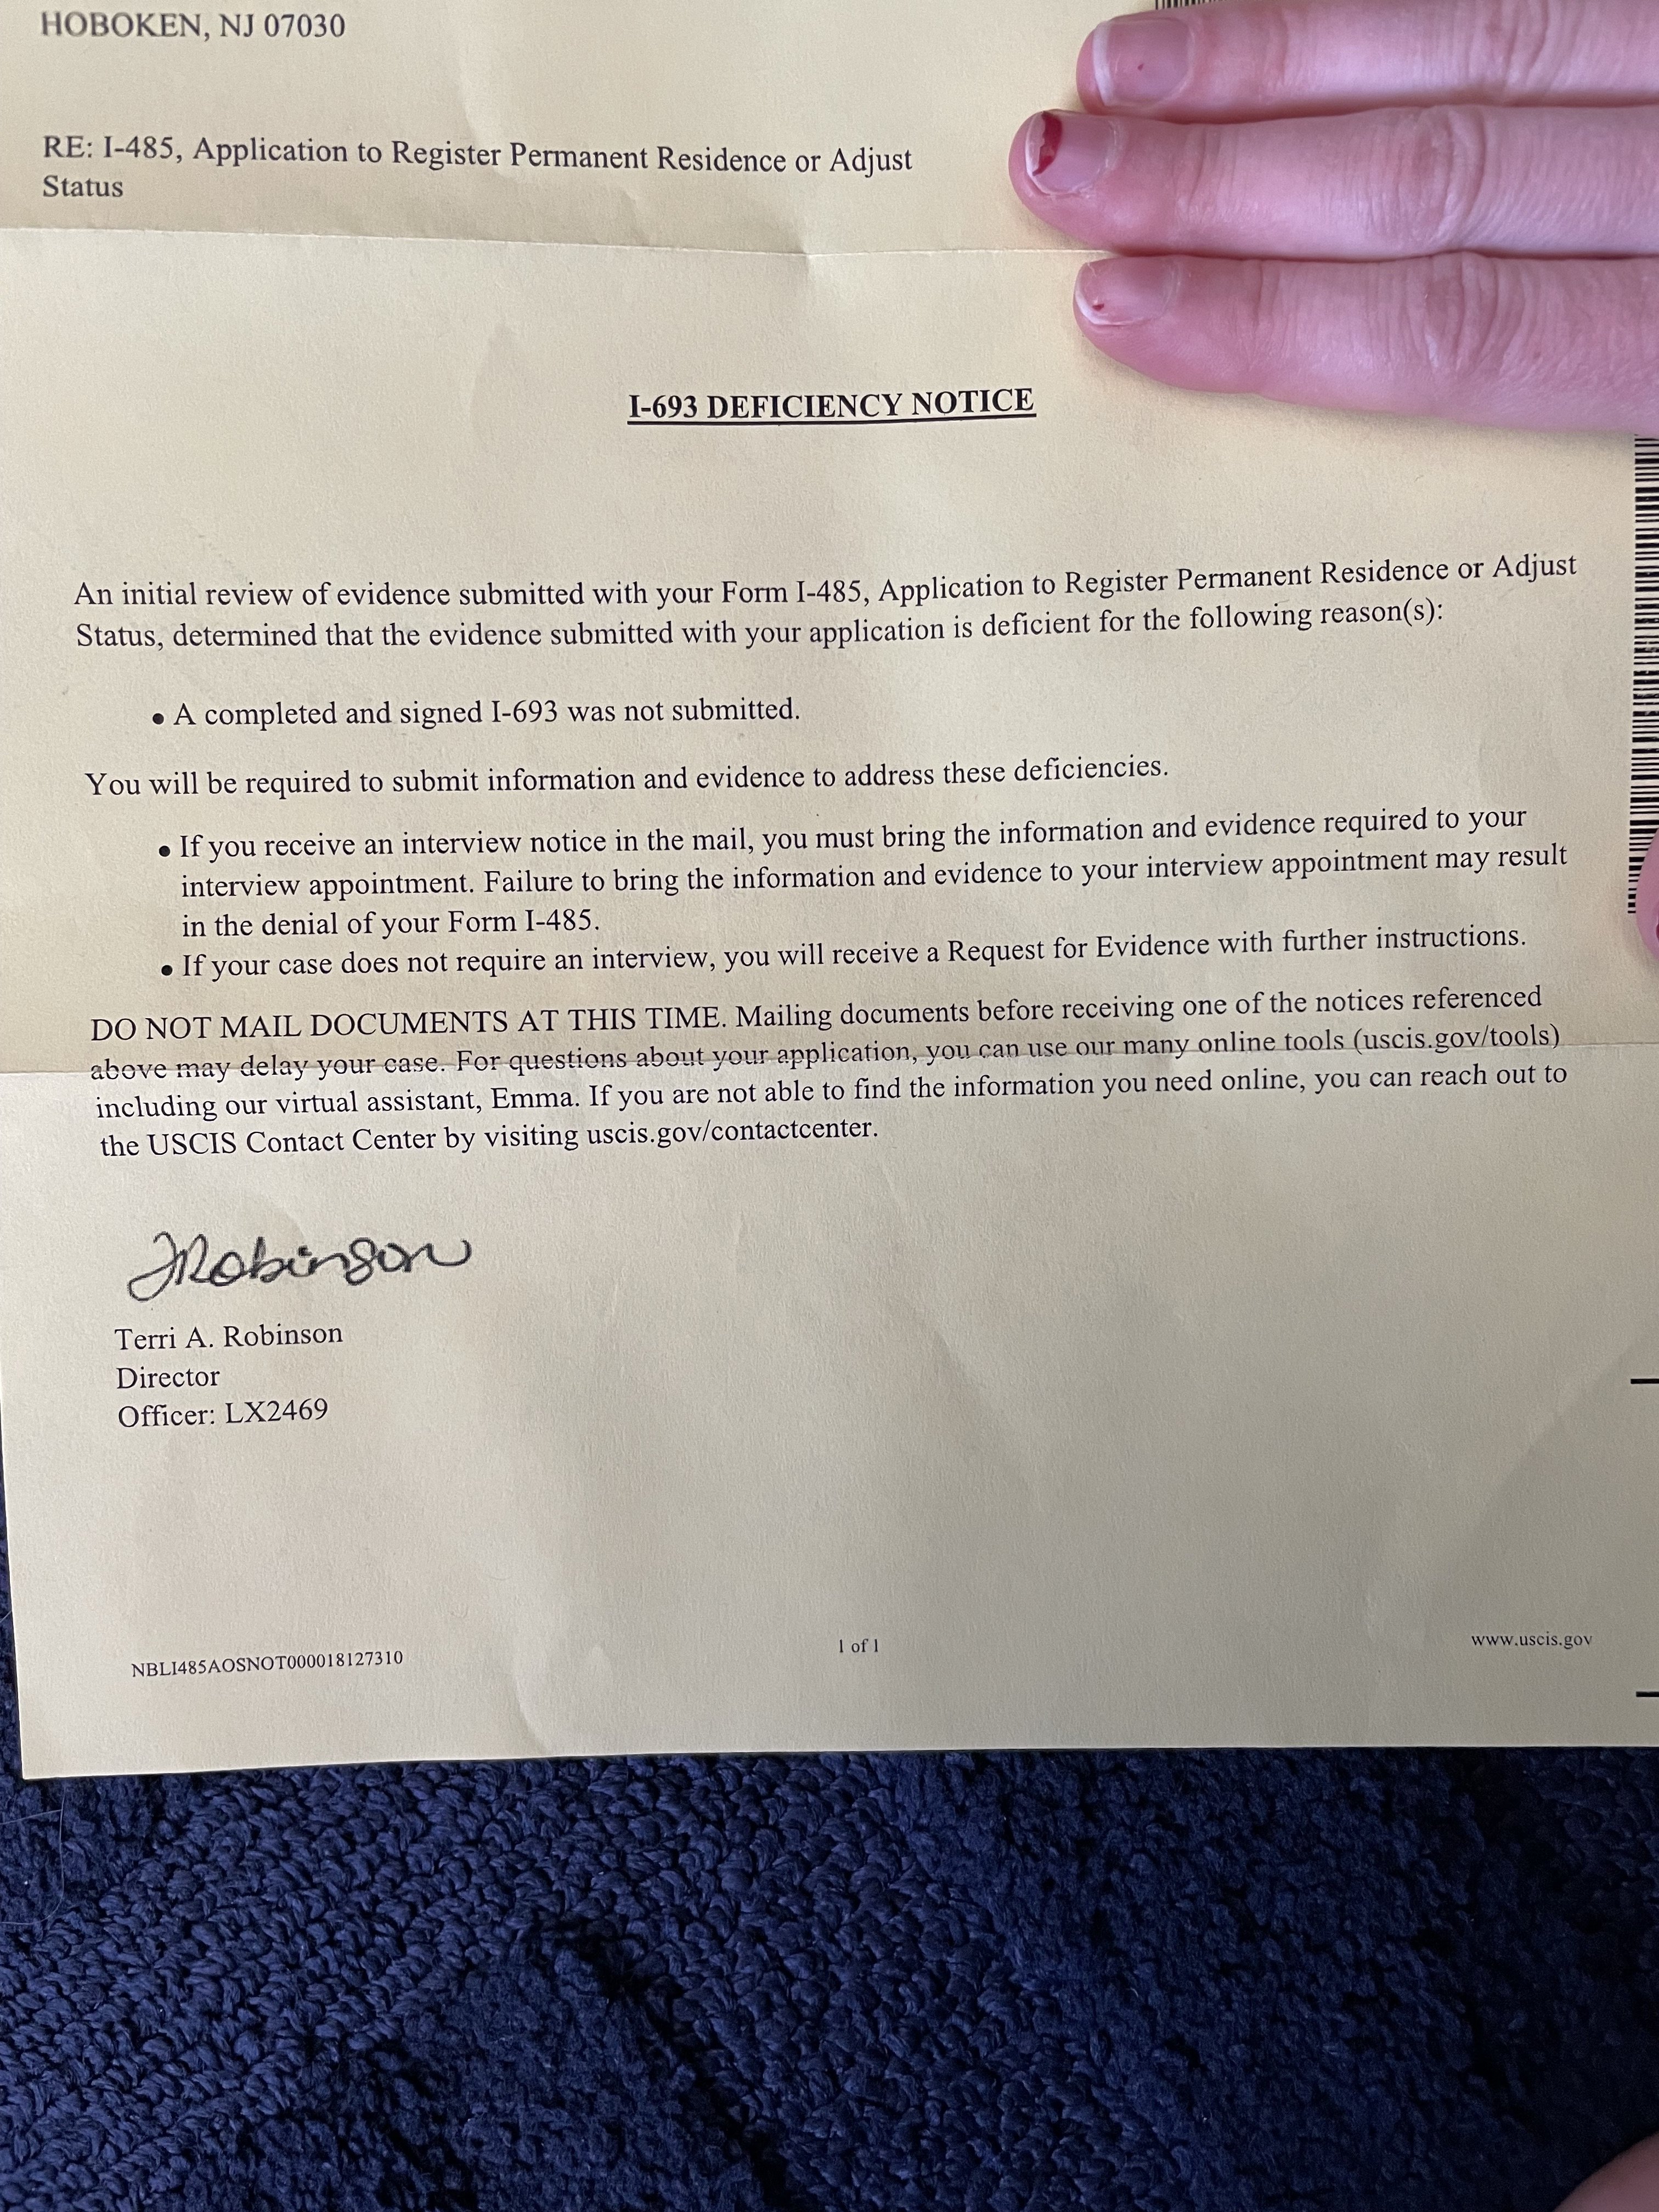 HOBOKEN, NJ 07030
RE: I-485, Application to Register Permanent Residence or Adjust
Status
I-693 DEFICIENCY NOTICE
An initial review of evidence submitted with your Form I-485, Application to Register Permanent Residence or Adjust
Status, determined that the evidence submitted with your application is deficient for the following reason(s):
• A completed and signed I-693 was not submitted.
You will be required to submit information and evidence to address these deficiencies.
• If you receive an interview notice in the mail, you must bring the information and evidence required to your
interview appointment. Failure to bring the information and evidence to your interview appointment may result
in the denial of your Form I-485.
• If your case does not require an interview, you will receive a Request for Evidence with further instructions.
DO NOT MAIL DOCUMENTS AT THIS TIME. Mailing documents before receiving one of the notices referenced
above may delay your case. For questions about your application, you can use our many online tools (uscis.gov/tools)
including our virtual assistant, Emma. If you are not able to find the information you need online, you can reach out to
the USCIS Contact Center by visiting uscis.gov/contactcenter.
TRobinson
Terri A. Robinson
Director
Officer: LX2469
NBLI485AOSNOT000018127310
1 of 1
www.uscis.gov